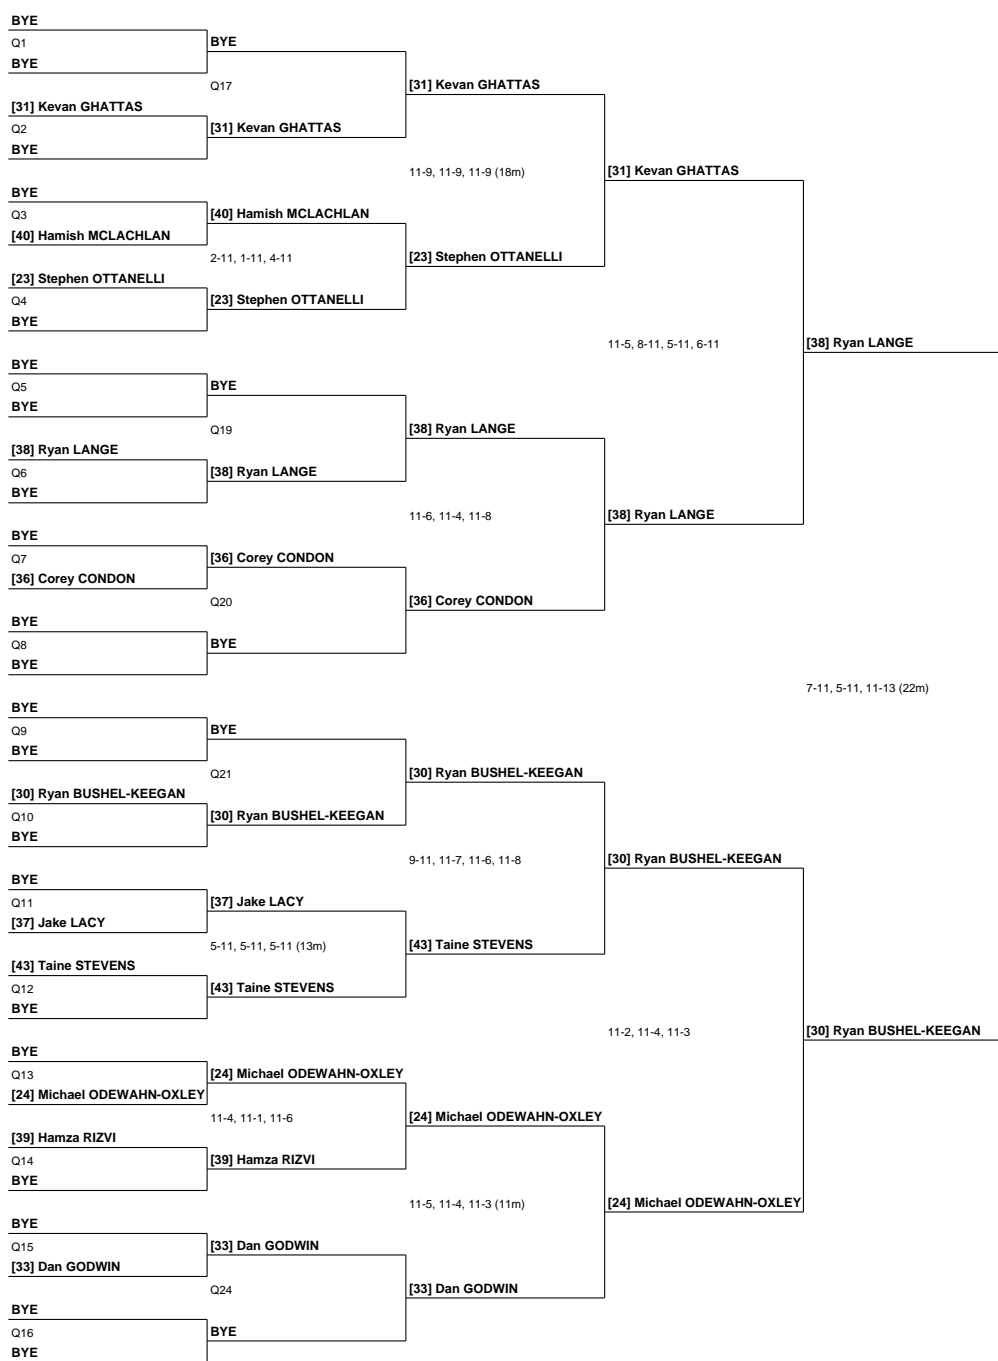 BYE
Q1
BYE
BYE
Q17
[31] Kevan GHATTAS
[31] Kevan GHATTAS
Q2
[31] Kevan GHATTAS
BYE
11-9, 11-9, 11-9 (18m)
[31] Kevan GHATTAS
BYE
Q3
[40] Hamish MCLACHLAN
[40] Hamish MCLACHLAN
2-11, 1-11, 4-11
[23] Stephen OTTANELLI
[23] Stephen OTTANELLI
Q4
[23] Stephen OTTANELLI
BYE
11-5, 8-11, 5-11, 6-11
[38] Ryan LANGE
BYE
Q5
BYE
BYE
Q19
[38] Ryan LANGE
[38] Ryan LANGE
Q6
[38] Ryan LANGE
BYE
11-6, 11-4, 11-8
[38] Ryan LANGE
BYE
Q7
[36] Corey CONDON
[36] Corey CONDON
Q20
[36] Corey CONDON
BYE
Q8
BYE
BYE
7-11, 5-11, 11-13 (22m)
BYE
Q9
BYE
BYE
Q21
[30] Ryan BUSHEL-KEEGAN
[30] Ryan BUSHEL-KEEGAN
Q10
[30] Ryan BUSHEL-KEEGAN
BYE
9-11, 11-7, 11-6, 11-8
[30] Ryan BUSHEL-KEEGAN
BYE
Q11
[37] Jake LACY
[37] Jake LACY
5-11, 5-11, 5-11 (13m)
[43] Taine STEVENS
[43] Taine STEVENS
Q12
[43] Taine STEVENS
BYE
11-2, 11-4, 11-3
[30] Ryan BUSHEL-KEEGAN
BYE
Q13
[24] Michael ODEWAHN-OXLEY
[24] Michael ODEWAHN-OXLEY
11-4, 11-1, 11-6
[24] Michael ODEWAHN-OXLEY
[39] Hamza RIZVI
Q14
[39] Hamza RIZVI
BYE
11-5, 11-4, 11-3 (11m)
[24] Michael ODEWAHN-OXLEY
BYE
Q15
[33] Dan GODWIN
[33] Dan GODWIN
Q24
[33] Dan GODWIN
BYE
Q16
BYE
BYE